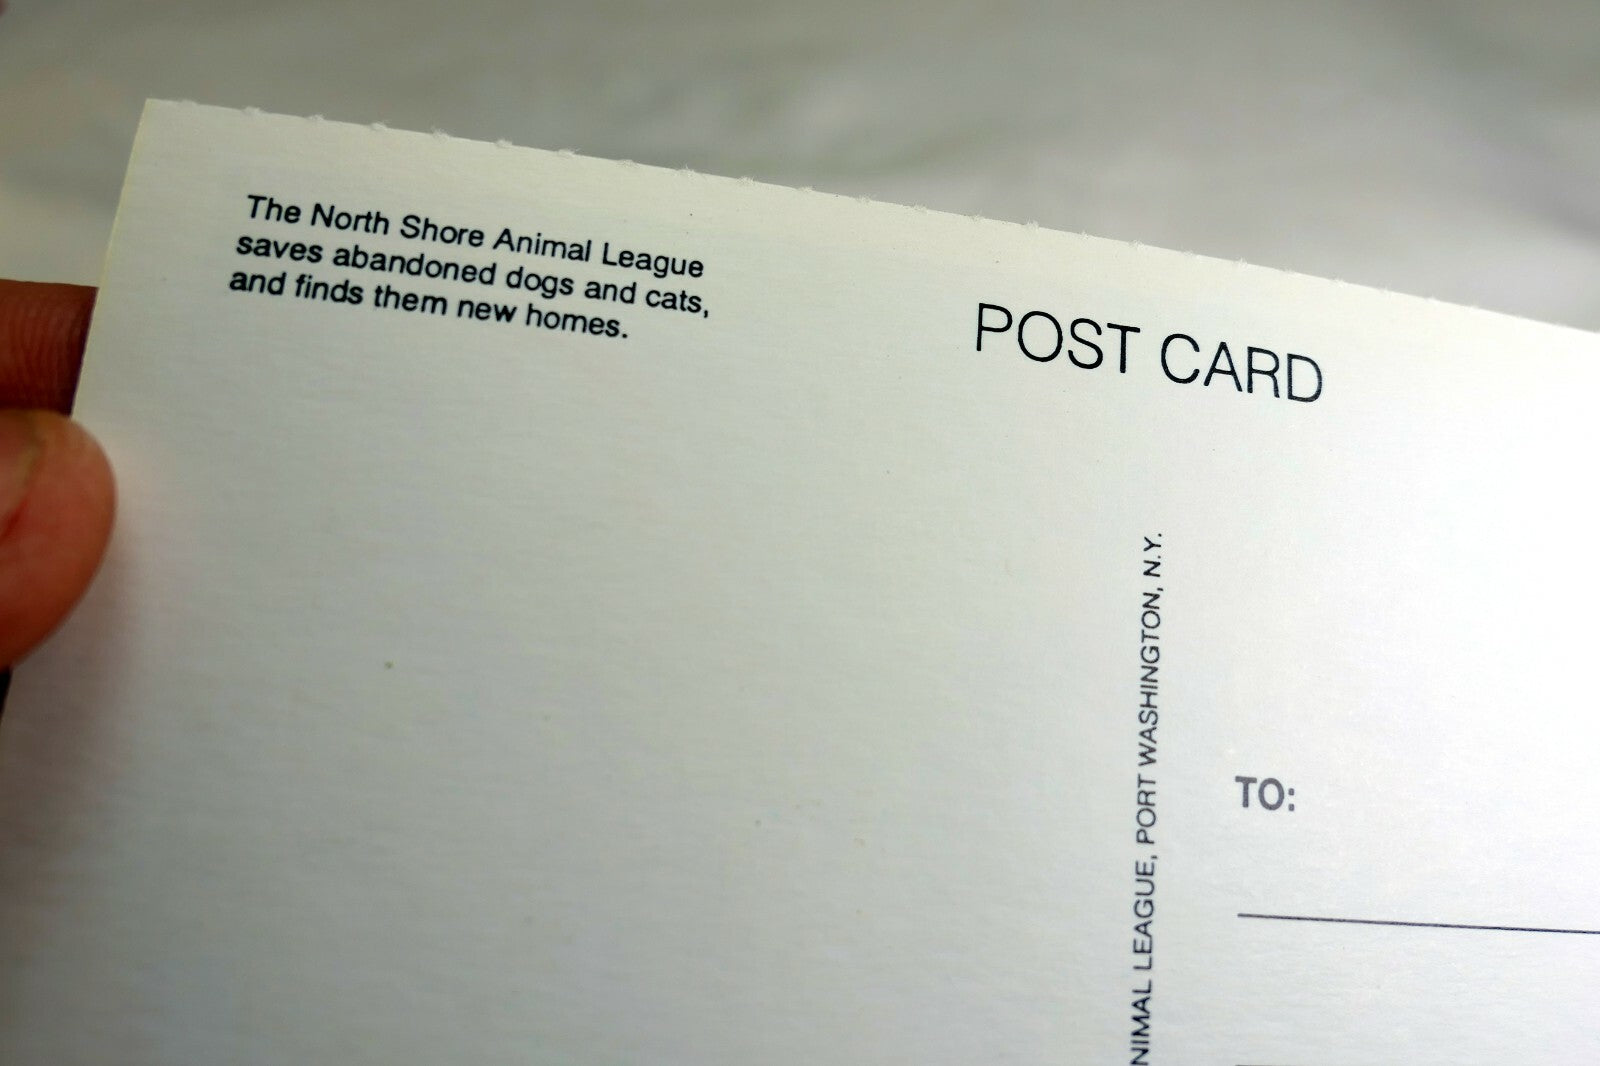 The North Shore Animal League
saves abandoned dogs and cats,
and finds them new homes.
POST CARD
NIMAL LEAGUE, PORT WASHINGTON, N.Y.
TO: